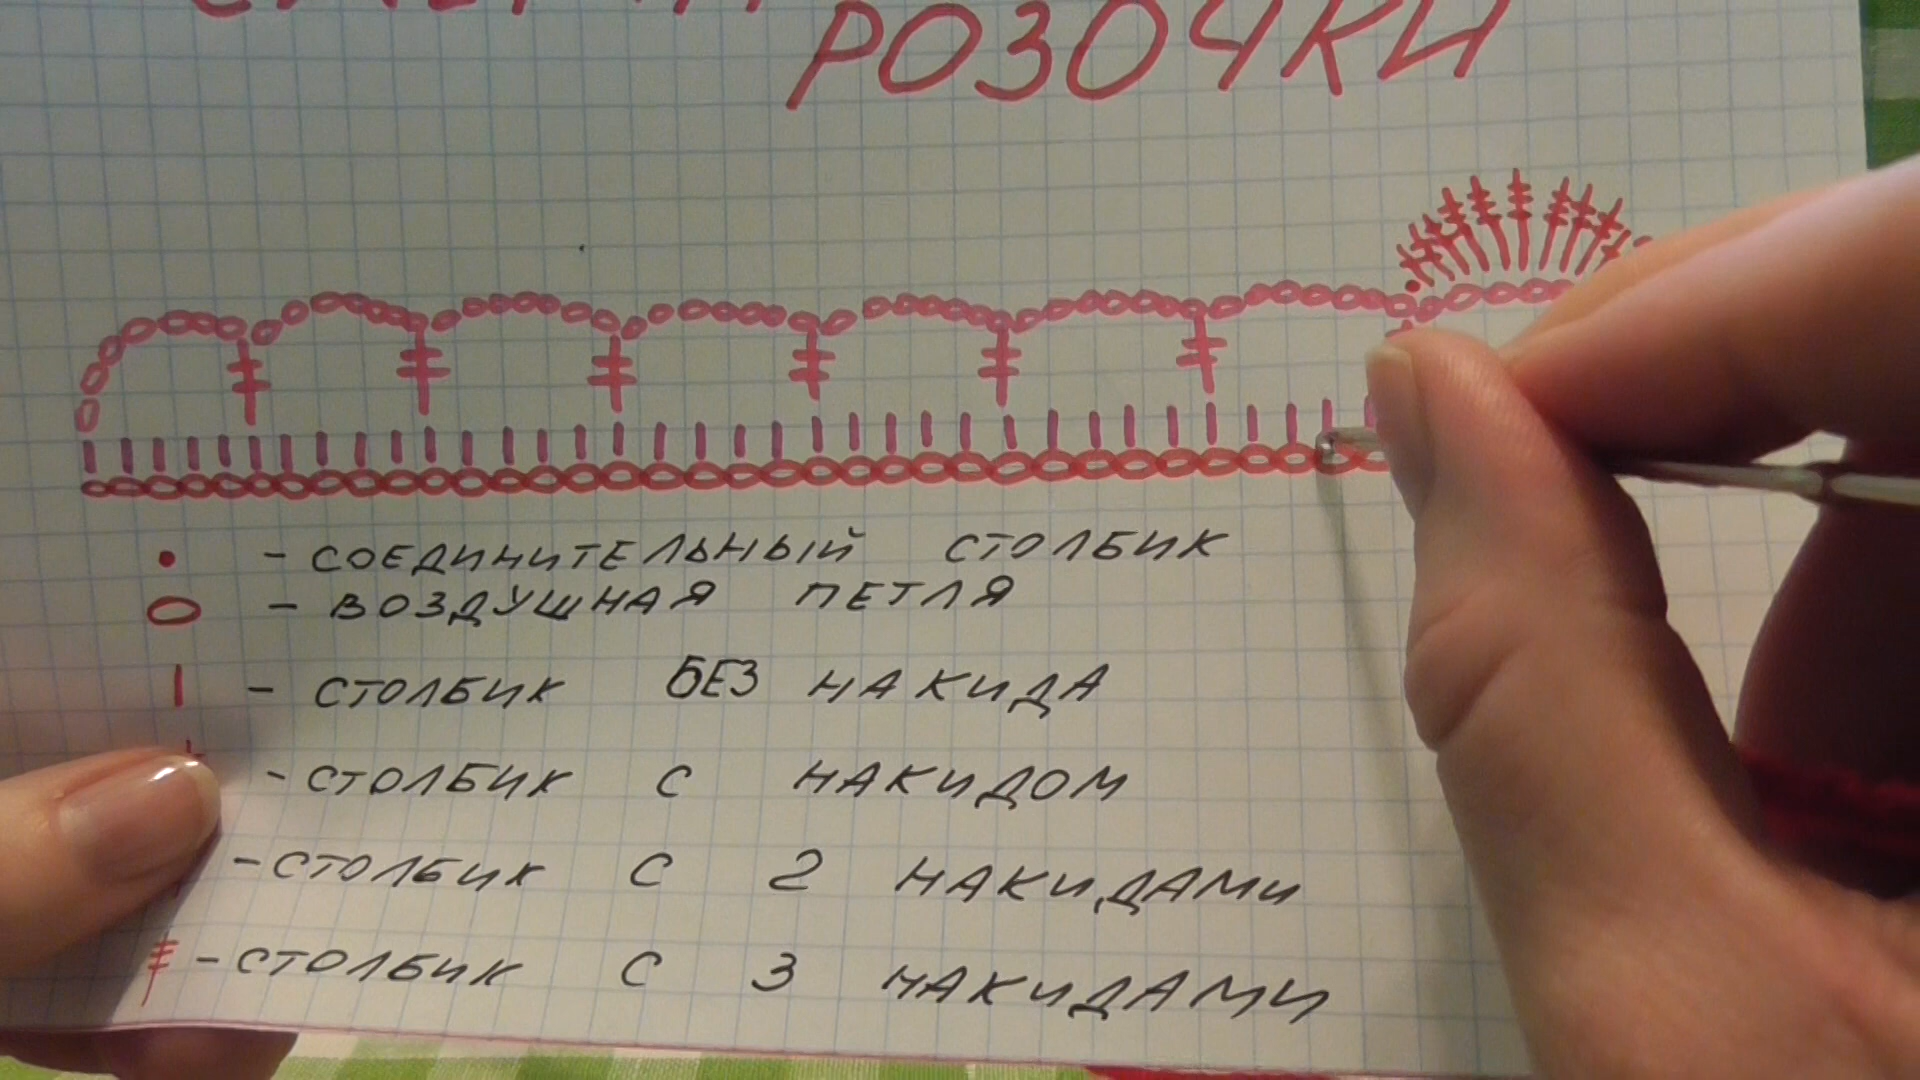 РОЗОЧКИ
- СОЕДИНИТЕЛЬНЫЙ СТОЛБИК
- ВОЗДУШНАЯ ПЕТЛЯ
- СТОЛБИК БЕЗ НАКИДА
- СТОЛБИК С НАКИДОМ
- СТОЛБИК С 2 НАКИДАМИ
- СТОЛБИК С 3 НАКИДАМИ